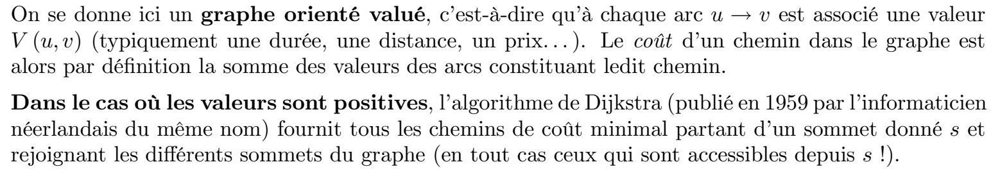 On se donne ici un graphe orienté valué, c'est-à-dire qu'à chaque arc u → v est associé une valeur
V (u, v) (typiquement une durée, une distance, un prix...). Le coût d'un chemin dans le graphe est
alors par définition la somme des valeurs des arcs constituant ledit chemin.
Dans le cas où les valeurs sont positives, l'algorithme de Dijkstra (publié en 1959 par l'informaticien
néerlandais du même nom) fournit tous les chemins de coût minimal partant d'un sommet donné s et
rejoignant les différents sommets du graphe (en tout cas ceux qui sont accessibles depuis s !).